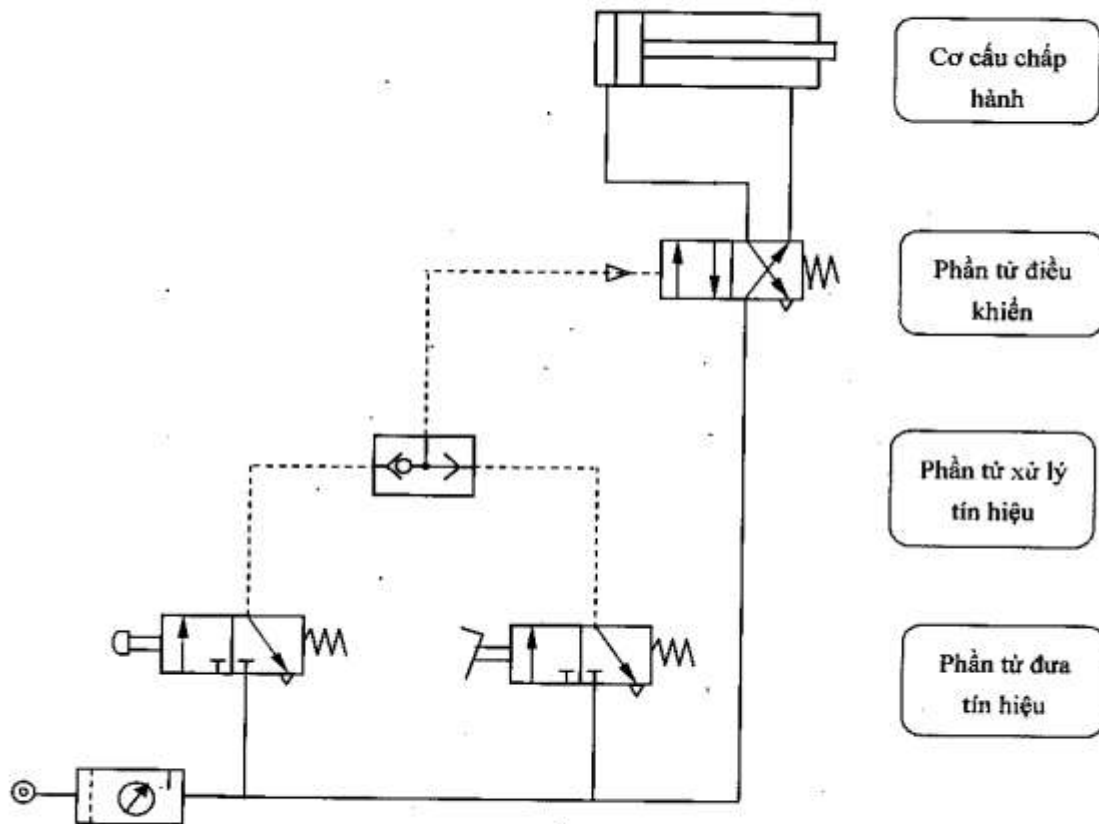 Cơ cấu chấp
hành
Phần tử điều
khiển
Phần tử xử lý
tín hiệu
Phần tử đưa
tín hiệu